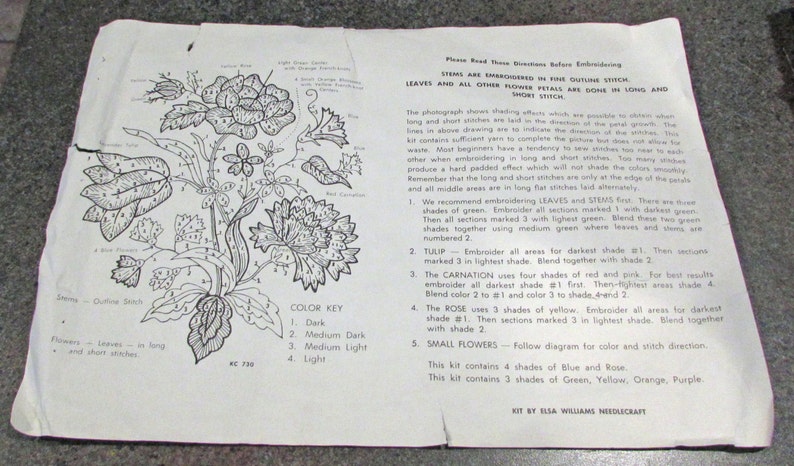 Yellow Rose
Light Green Center
with Orange French knots
4 Small Orange Blossoms
with Yellow French knot
Centers
Yellow
Blue
Blue
Red Carnation
Tulip
4 Blue Flowers
Stems — Outline Stitch
Flowers — Leaves — in long
and short stitches.
COLOR KEY
1. Dark
2. Medium Dark
3. Medium Light
4. Light
KC 730
Please Read These Directions Before Embroidering
STEMS ARE EMBROIDERED IN FINE OUTLINE STITCH.
LEAVES AND ALL OTHER FLOWER PETALS ARE DONE IN LONG AND
SHORT STITCH.
The photograph shows shading effects which are possible to obtain when
long and short stitches are laid in the direction of the petal growth. The
lines in above drawing are to indicate the direction of the stitches. This
kit contains sufficient yarn to complete the picture but does not allow for
waste. Most beginners have a tendency to sew stitches too near to each
other when embroidering in long and short stitches. Too many stitches
produce a hard padded effect which will not shade the colors smoothly.
Remember that the long and short stitches are only at the edge of the petals
and all middle areas are in long flat stitches laid alternately.
1. We recommend embroidering LEAVES and STEMS first. There are three
shades of green. Embroider all sections marked 1 with darkest green.
Then all sections marked 3 with lighest green. Blend these two green
shades together using medium green where leaves and stems are
numbered 2.
2. TULIP — Embroider all areas for darkest shade #1. Then sections
marked 3 in lightest shade. Blend together with shade 2.
3. The CARNATION uses four shades of red and pink. For best results
embroider all darkest shade #1 first. Then lightest areas shade 4.
Blend color 2 to #1 and color 3 to shade 4 and 2.
4. The ROSE uses 3 shades of yellow. Embroider all areas for darkest
shade #1. Then sections marked 3 in lightest shade. Blend together
with shade 2.
5. SMALL FLOWERS — Follow diagram for color and stitch direction.
This kit contains 4 shades of Blue and Rose.
This kit contains 3 shades of Green, Yellow, Orange, Purple.
KIT BY ELSA WILLIAMS NEEDLECRAFT